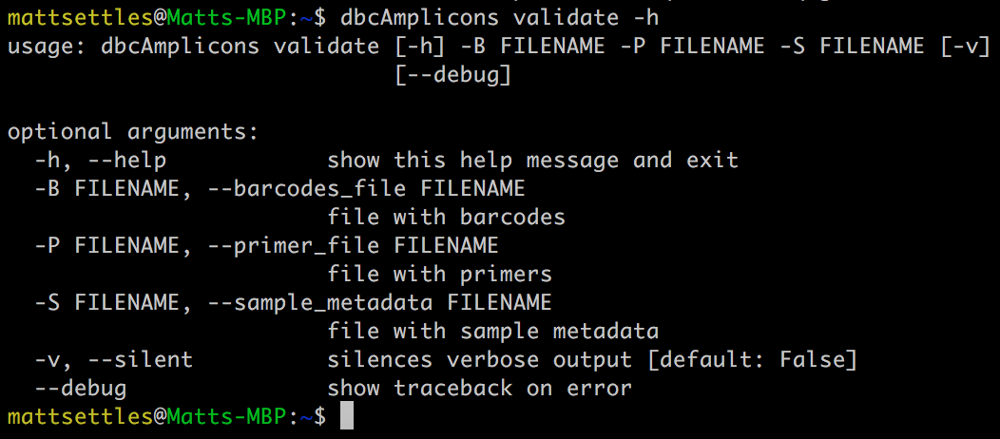 mattsettles@Matts-MBP:~$ dbcAmplicons validate -h
usage: dbcAmplicons validate [-h] -B FILENAME -P FILENAME -S FILENAME [-v]
                             [--debug]

optional arguments:
  -h, --help            show this help message and exit
  -B FILENAME, --barcodes_file FILENAME
                        file with barcodes
  -P FILENAME, --primer_file FILENAME
                        file with primers
  -S FILENAME, --sample_metadata FILENAME
                        file with sample metadata
  -v, --silent          silences verbose output [default: False]
  --debug               show traceback on error
mattsettles@Matts-MBP:~$